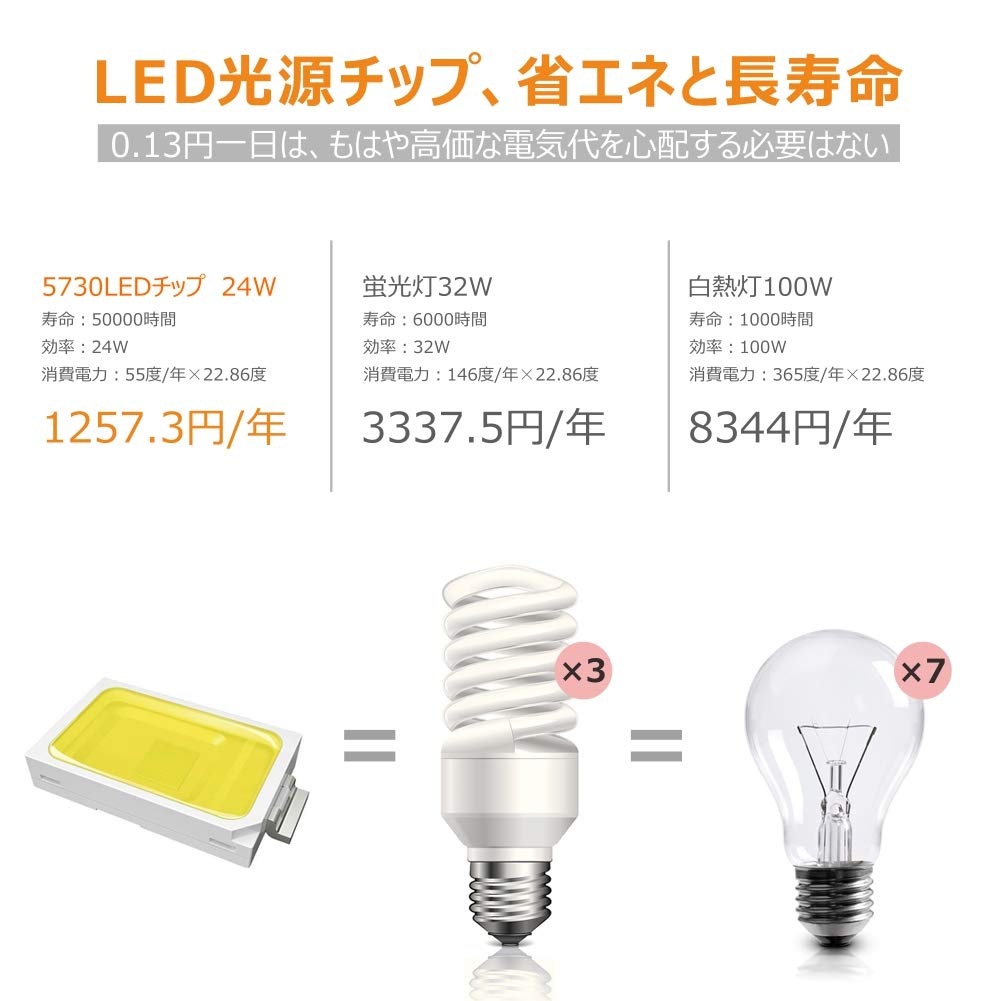 LED光源チップ、省エネと長寿命
0.13円一日は、もはや高価な電気代を心配する必要はない
5730LEDチップ 24W
寿命：50000時間
効率：24W
消費電力：55度/年×22.86度
1257.3円/年
蛍光灯32W
寿命：6000時間
効率：32W
消費電力：146度/年×22.86度
3337.5円/年
白熱灯100W
寿命：1000時間
効率：100W
消費電力：365度/年×22.86度
8344円/年
×3
×7